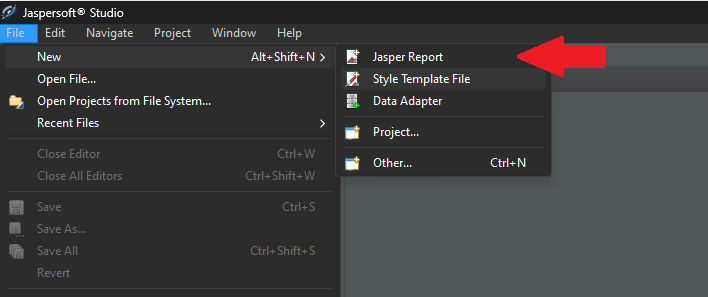 Jaspersoft® Studio
File Edit Navigate Project Window Help
New Alt+Shift+N
Open File...
Open Projects from File System...
Recent Files
Close Editor Ctrl+W
Close All Editors Ctrl+Shift+W
Save Ctrl+S
Save As...
Save All Ctrl+Shift+S
Revert
Jasper Report
Style Template File
Data Adapter
Project...
Other... Ctrl+N